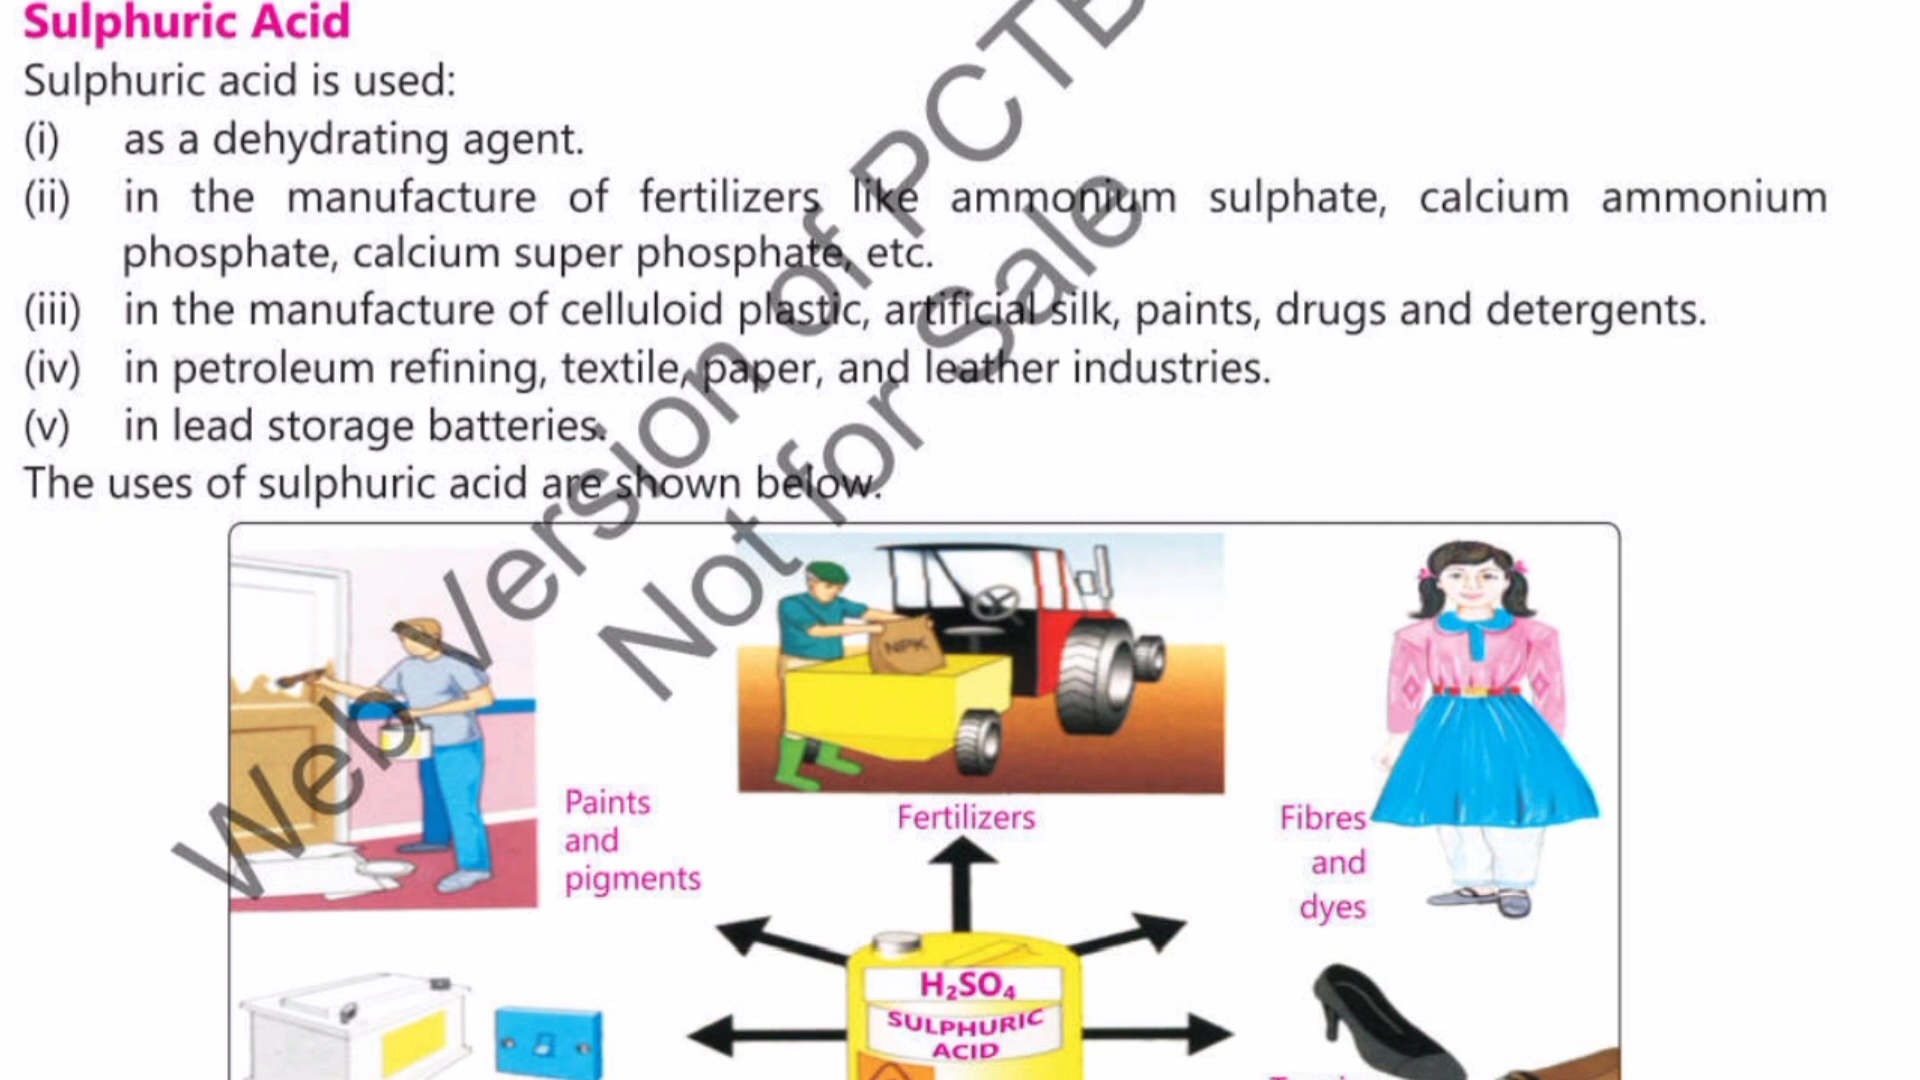 Sulphuric Acid
Sulphuric acid is used:
(i) as a dehydrating agent.
(ii) in the manufacture of fertilizers like ammonium sulphate, calcium ammonium
phosphate, calcium super phosphate, etc.
(iii) in the manufacture of celluloid plastic, artificial silk, paints, drugs and detergents.
(iv) in petroleum refining, textile, paper, and leather industries.
(v) in lead storage batteries.
The uses of sulphuric acid are shown below.
Web Version of PCTB
Not for Sale
NPK
Paints
and
pigments
Fertilizers
Fibres
and
dyes
H₂SO₄
SULPHURIC
ACID